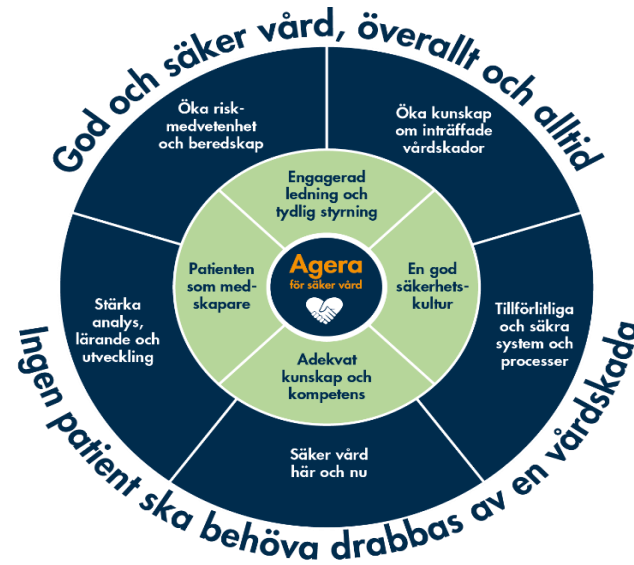 God och säker vård, överallt och alltid
Öka risk-
medvetenhet
och beredskap
Öka kunskap
om inträffade
vårdskador
Engagerad
ledning och
tydlig styrning
Patienten
som med-
skapare
Agera
för säker vård
En god
säkerhets-
kultur
Stärka
analys,
lärande och
utveckling
Tillförlitliga
och säkra
system och
processer
Adekvat
kunskap och
kompetens
Säker vård
här och nu
Ingen patient ska behöva drabbas av en vårdskada